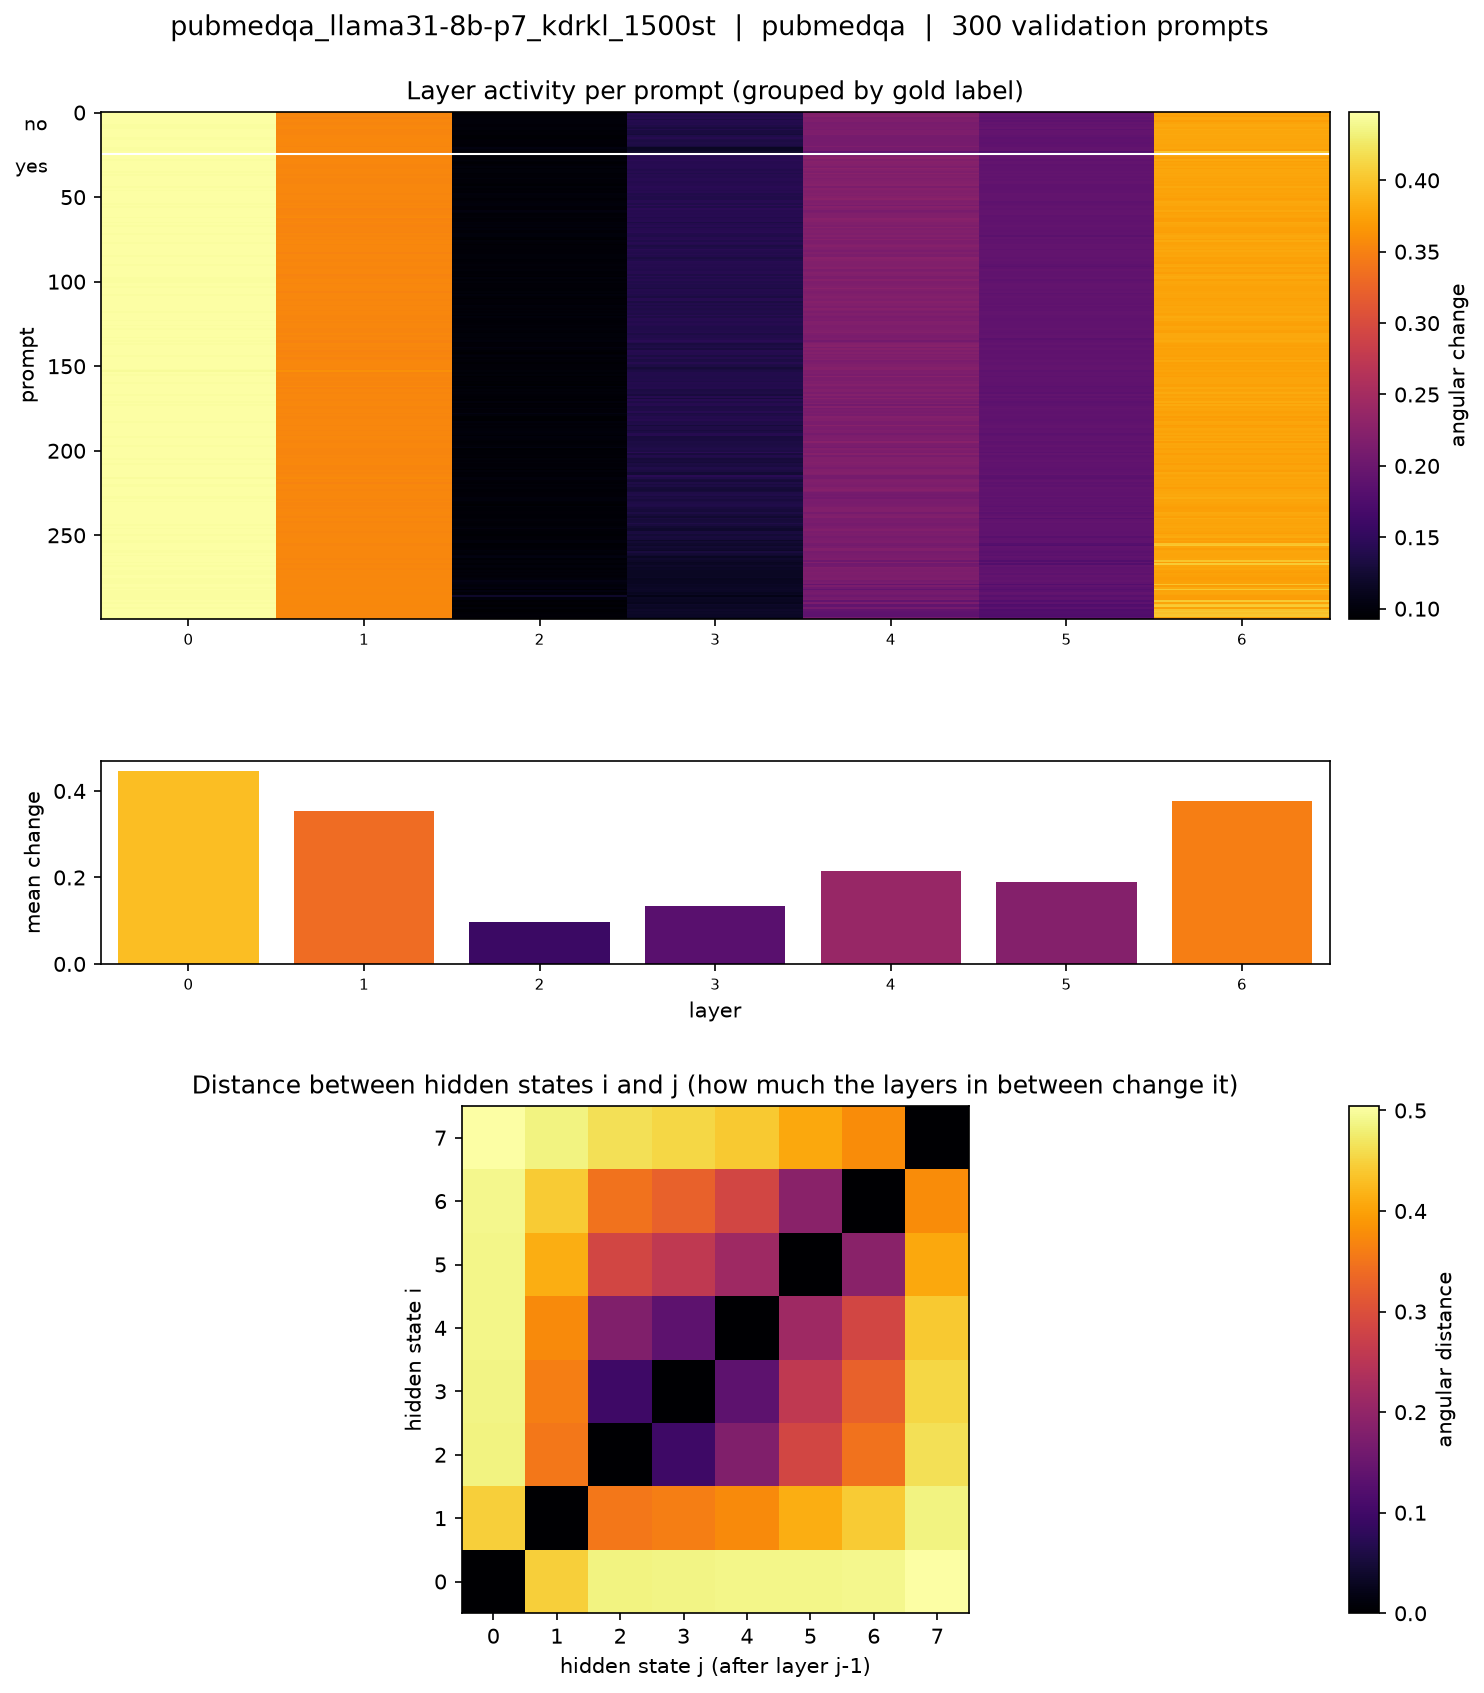 pubmedqa_llama31-8b-p7_kdrkl_1500st | pubmedqa | 300 validation prompts
Layer activity per prompt (grouped by gold label)
no
yes
0
50
100
150
200
250
prompt
0 1 2 3 4 5 6
0.40
0.35
0.30
0.25
0.20
0.15
0.10
angular change
0.4
0.2
0.0
mean change
0 1 2 3 4 5 6
layer
Distance between hidden states i and j (how much the layers in between change it)
7
6
5
4
3
2
1
0
hidden state i
0 1 2 3 4 5 6 7
hidden state j (after layer j-1)
0.5
0.4
0.3
0.2
0.1
0.0
angular distance